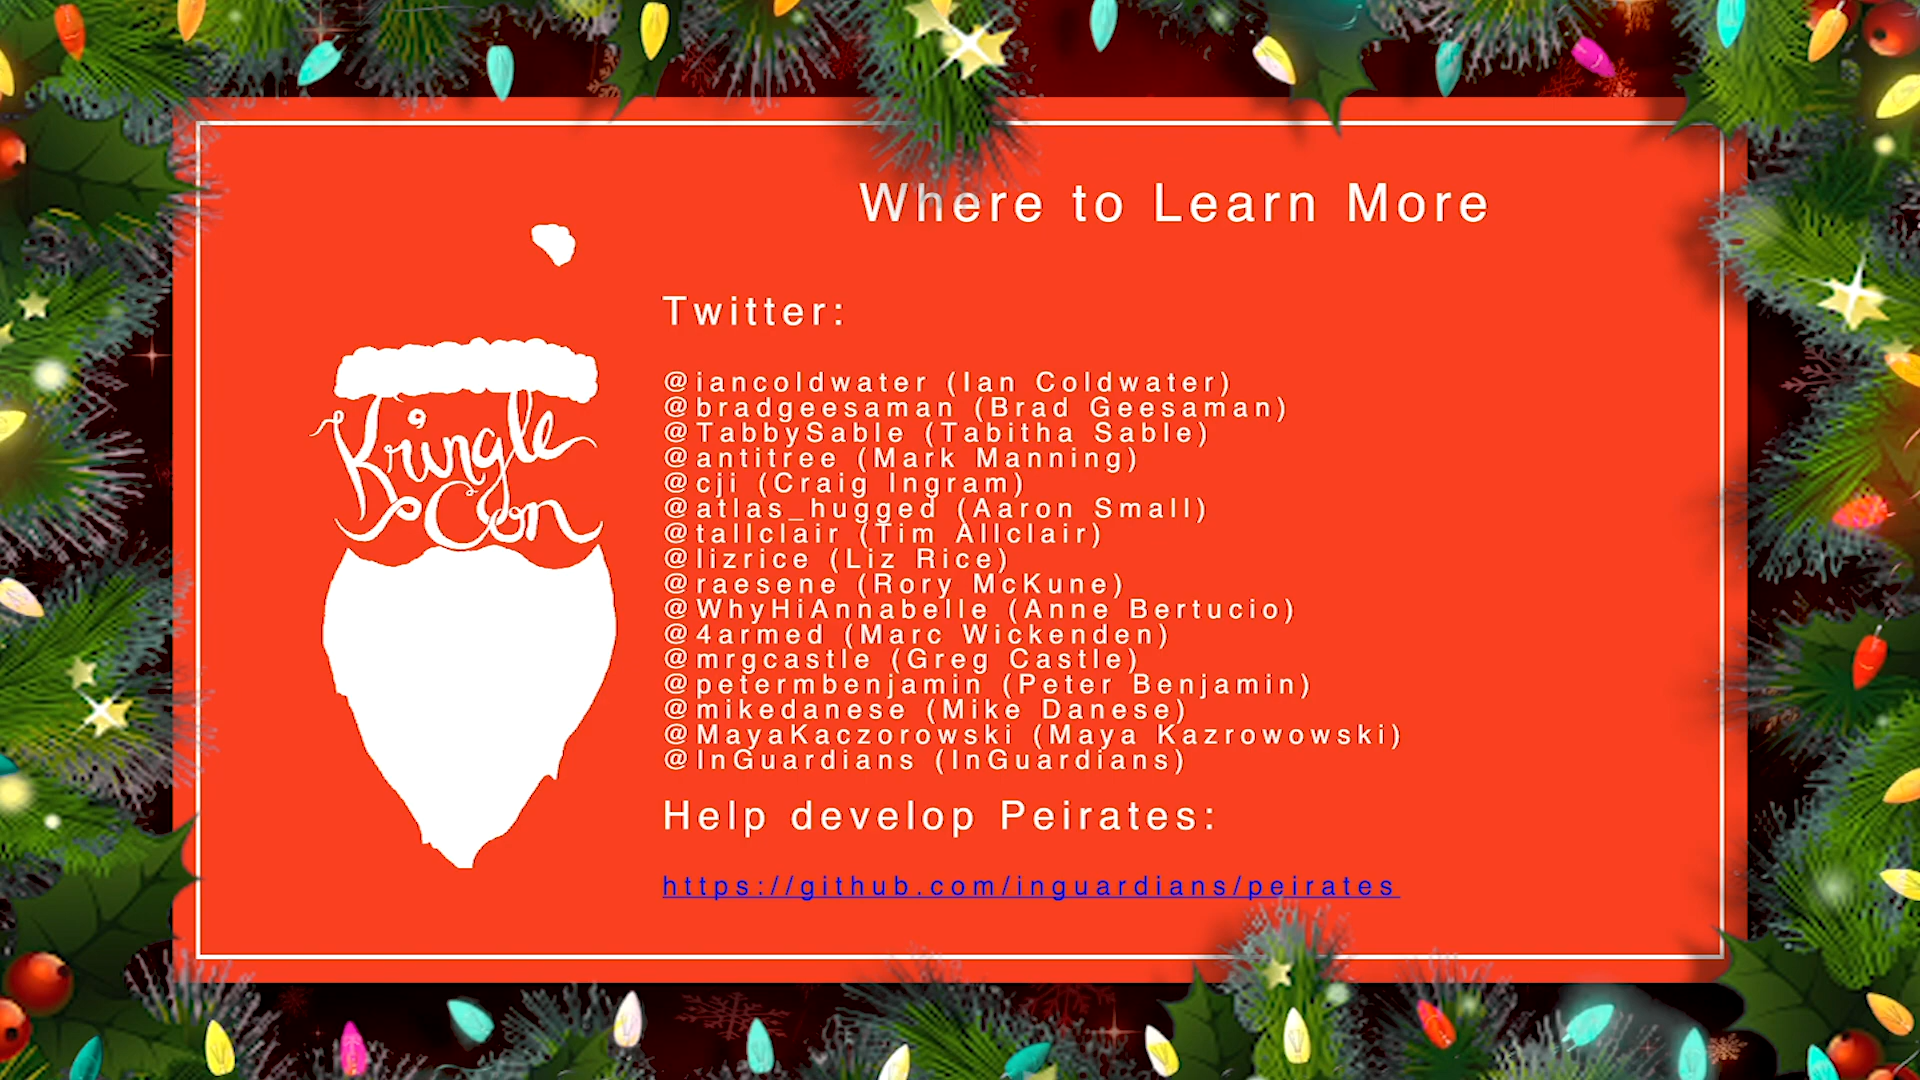 Where to Learn More
Kringle
Con
Twitter:
@iancoldwater (Ian Coldwater)
@bradgeesaman (Brad Geesaman)
@TabbySable (Tabitha Sable)
@antitree (Mark Manning)
@cji (Craig Ingram)
@atlas_hugged (Aaron Small)
@tallclair (Tim Allclair)
@lizrice (Liz Rice)
@raesene (Rory McKune)
@WhyHiAnnabelle (Anne Bertucio)
@4armed (Marc Wickenden)
@mrgcastle (Greg Castle)
@petermbenjamin (Peter Benjamin)
@mikedanese (Mike Danese)
@MayaKaczorowski (Maya Kazrowowski)
@InGuardians (InGuardians)
Help develop Peirates:
https://github.com/inguardians/peirates